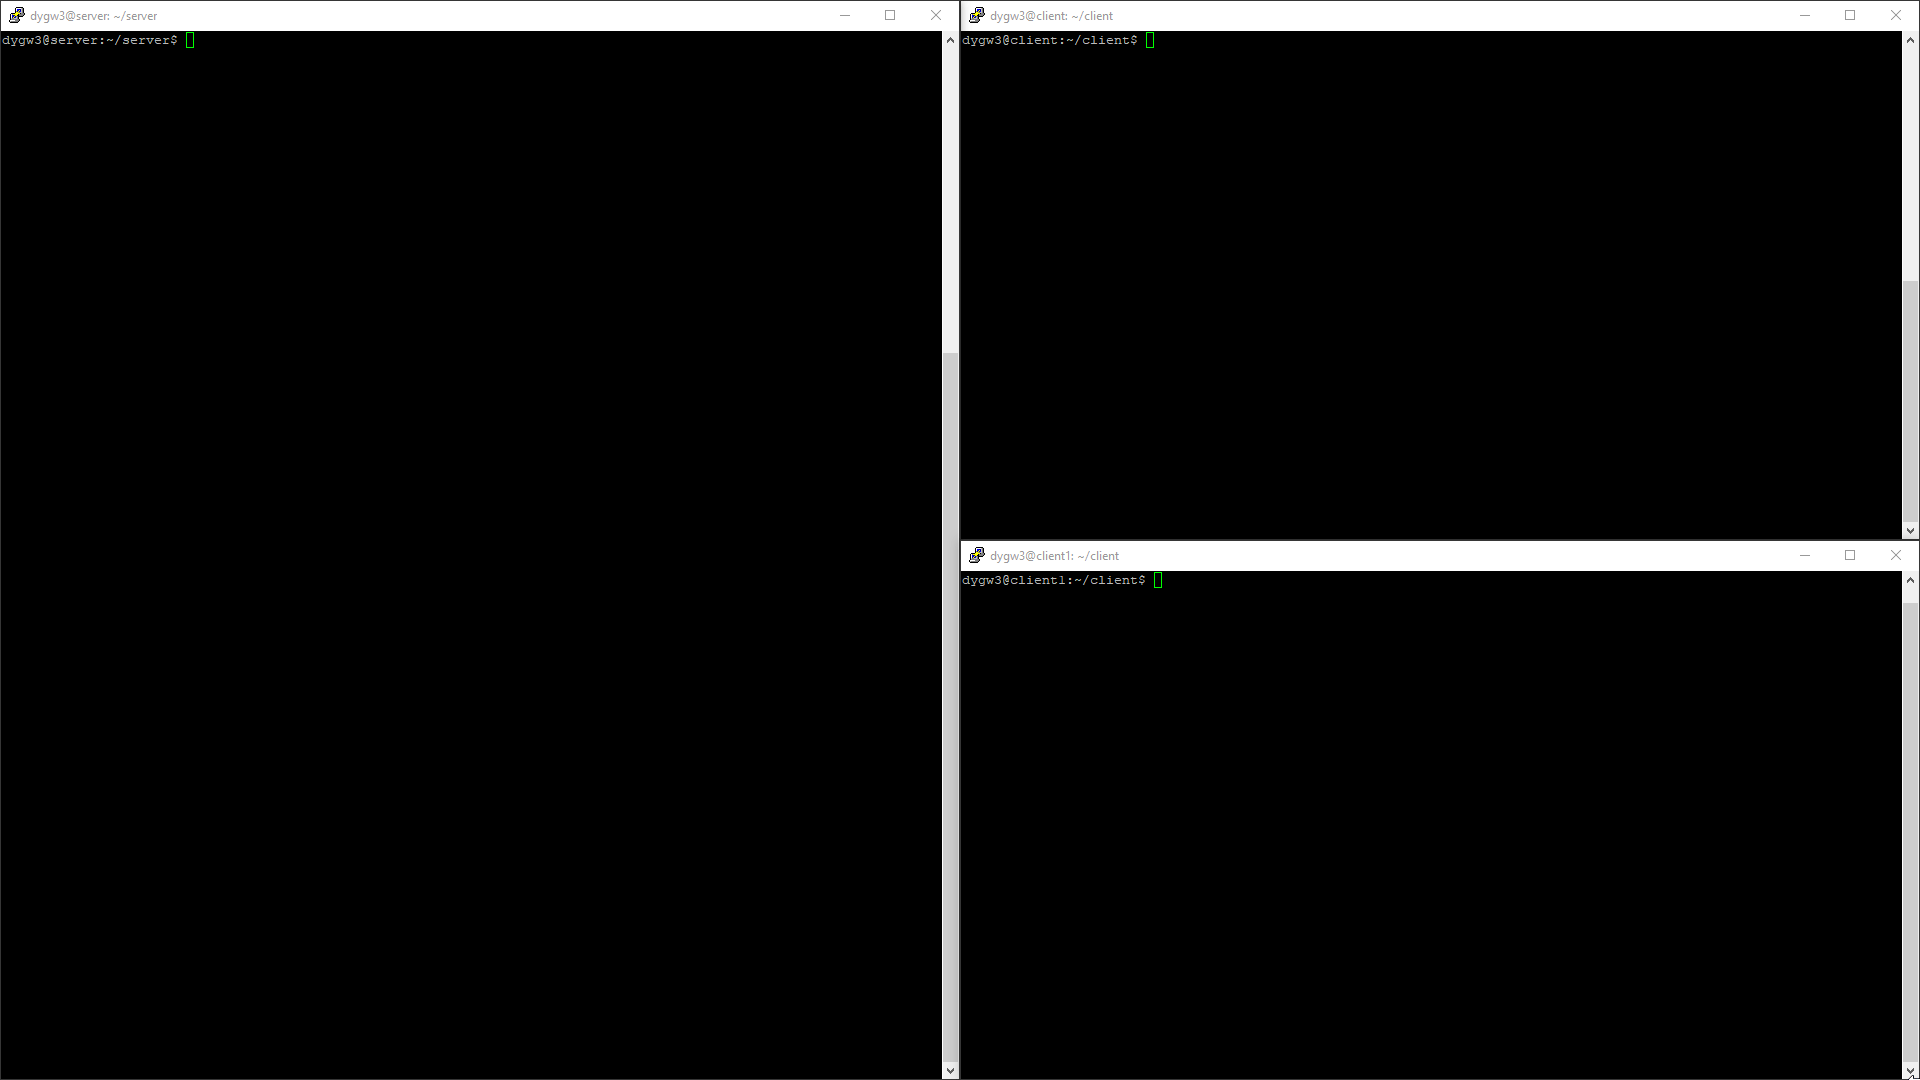 dygw3@server: ~/server
dygw3@server:~/server$
dygw3@client: ~/client
dygw3@client:~/client$
dygw3@client1: ~/client
dygw3@client1:~/client$